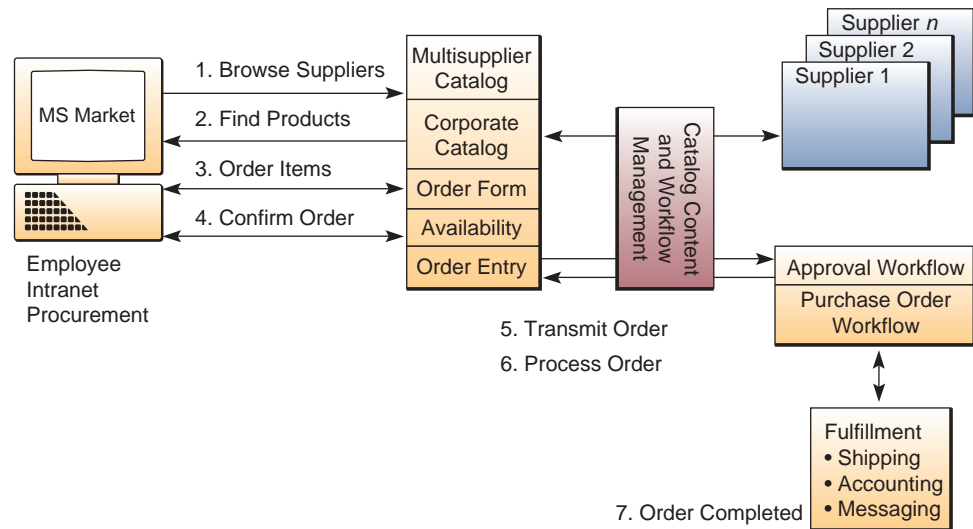 MS Market
Employee
Intranet
Procurement
1. Browse Suppliers
2. Find Products
3. Order Items
4. Confirm Order
Multisupplier
Catalog
Corporate
Catalog
Order Form
Availability
Order Entry
Catalog Content
and Workflow
Management
Supplier n
Supplier 2
Supplier 1
5. Transmit Order
6. Process Order
Approval Workflow
Purchase Order
Workflow
Fulfillment
• Shipping
• Accounting
• Messaging
7. Order Completed